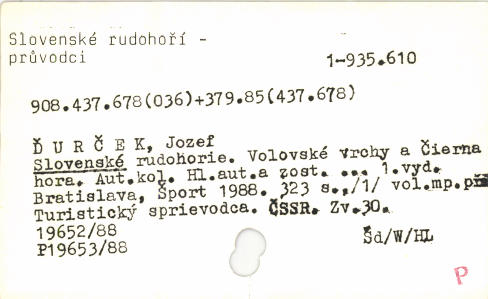 Slovenské rudohoří -
průvodci
1-935.610
908.437.678(036)+379.85(437.678)
Ď U R Č E K, Jozef
Slovenské rudohorie. Volovské vrchy a Čierna
hora. Aut.kol. Hl.aut.a zost. ... 1.vyd.
Bratislava, Šport 1988. 323 s.,/1/ vol.mp.př
Turistický sprievodca. ČSSR. Zv.30.
19652/88
P19653/88
Šd/W/HL
P